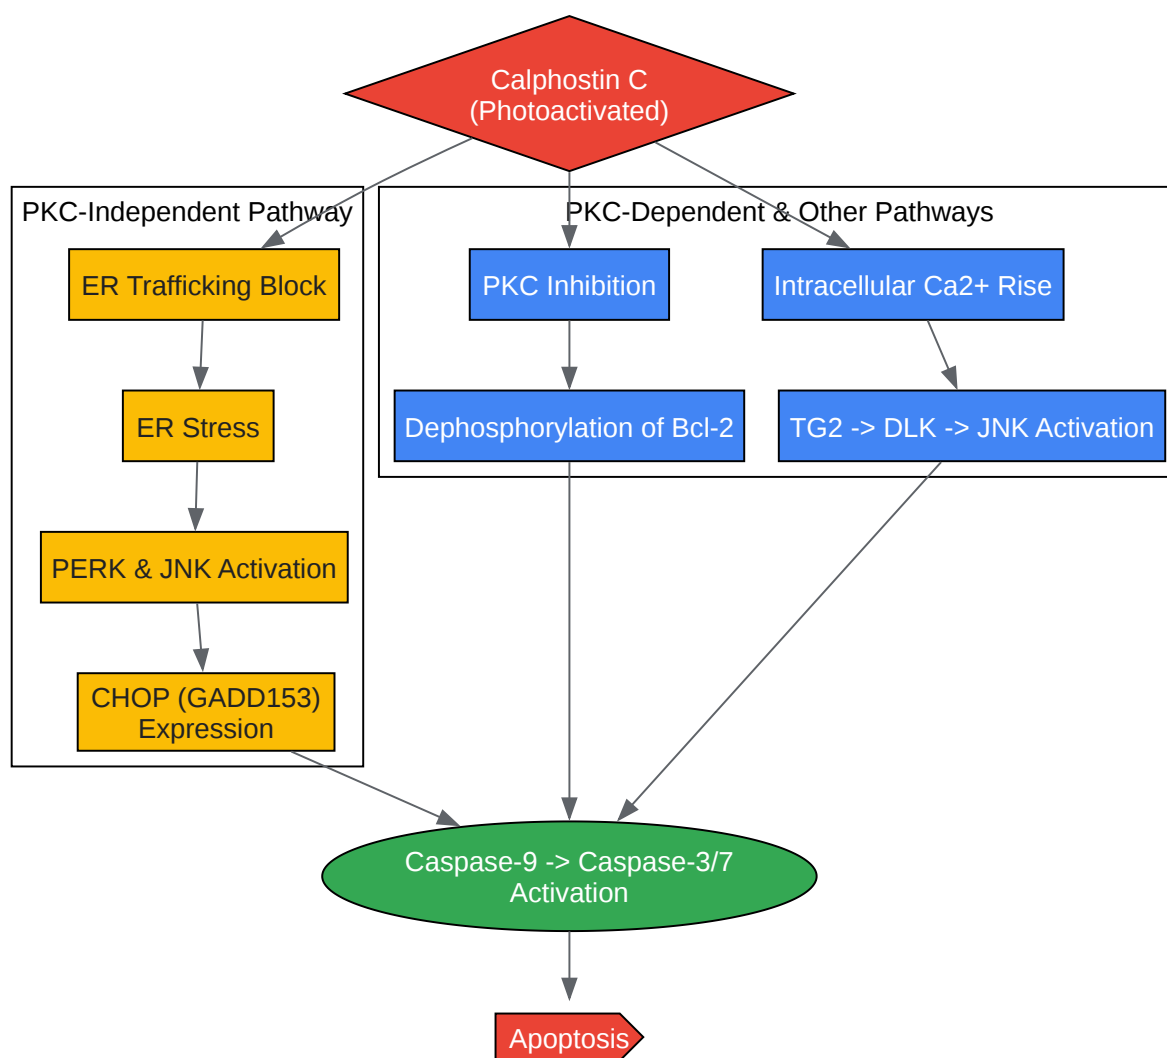 Calphostin C
(Photoactivated)
PKC-Independent Pathway
PKC-Dependent & Other Pathways
ER Trafficking Block
PKC Inhibition
Intracellular Ca2+ Rise
ER Stress
Dephosphorylation of Bcl-2
TG2 -> DLK -> JNK Activation
PERK & JNK Activation
CHOP (GADD153)
Expression
Caspase-9 -> Caspase-3/7
Activation
Apoptosis